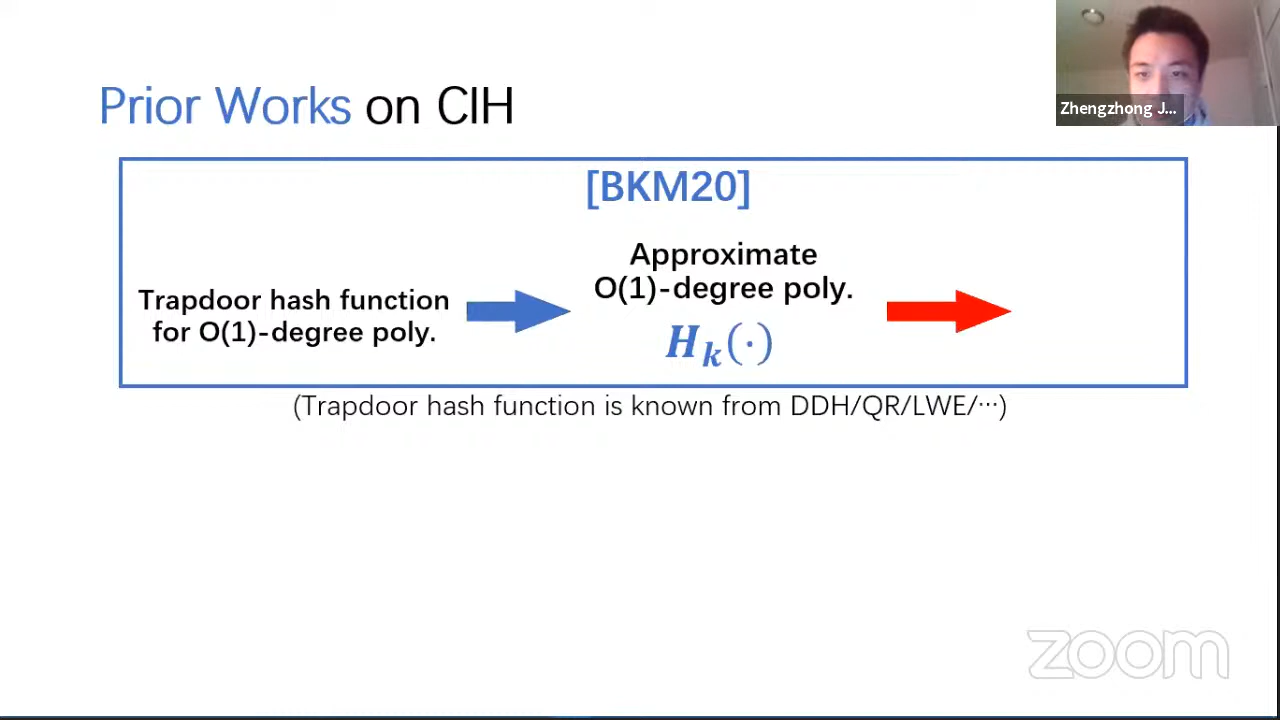 Zhengzhong J...
Prior Works on CIH
[BKM20]
Approximate
O(1)-degree poly.
Trapdoor hash function
for O(1)-degree poly.
H_k(·)
(Trapdoor hash function is known from DDH/QR/LWE/⋯)
zoom